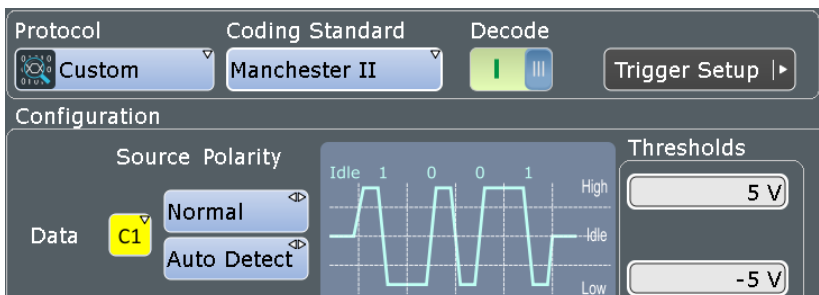 Protocol Coding Standard Decode
Custom Manchester II I III Trigger Setup
Configuration
Source Polarity Thresholds
Idle 1 0 0 1
High
Normal 5 V
Data C1 Idle
Auto Detect
Low -5 V